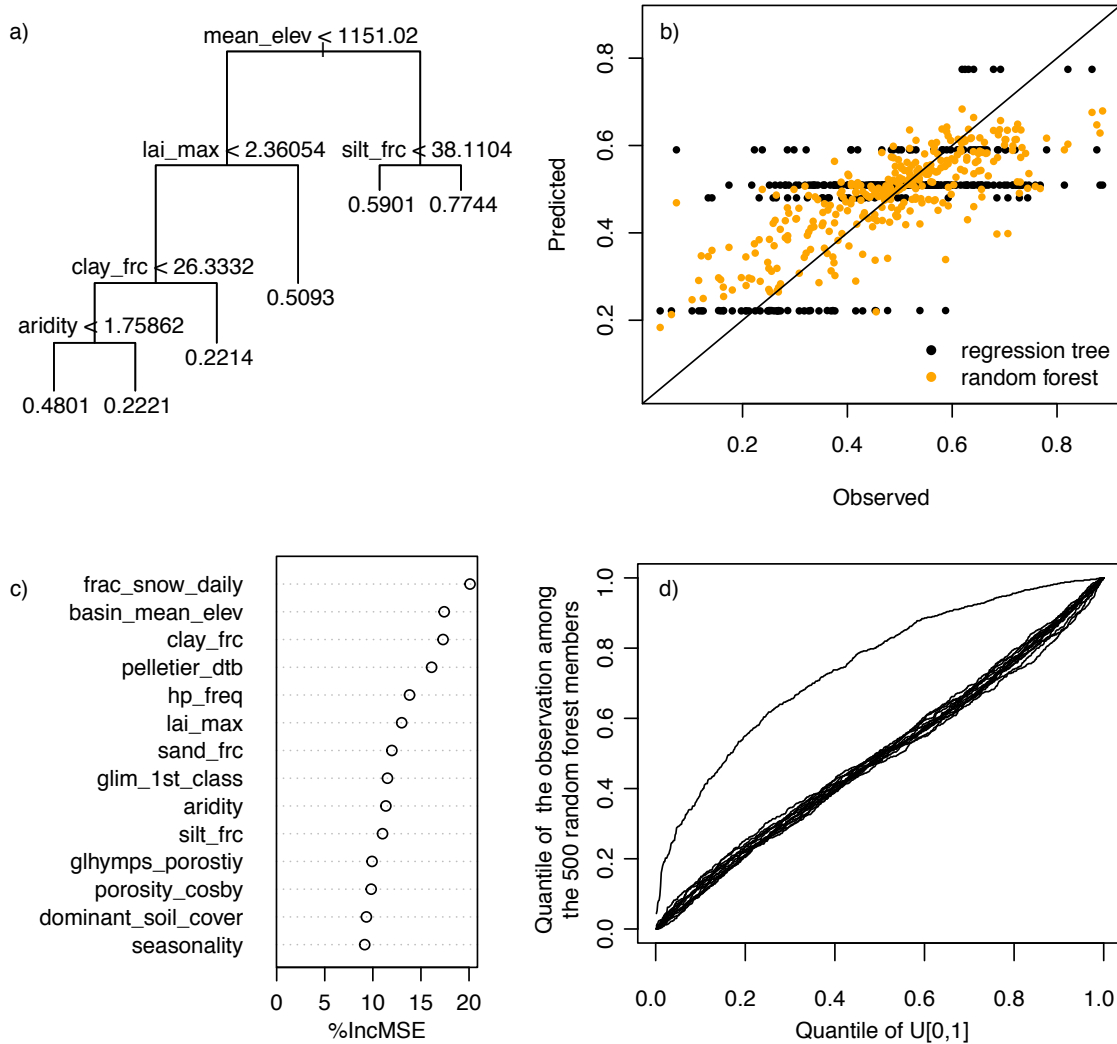 a)
mean_elev < 1151.02
lai_max < 2.36054
silt_frc < 38.1104
0.5901
0.7744
clay_frc < 26.3332
0.5093
aridity < 1.75862
0.2214
0.4801
0.2221
b)
0.8
0.6
0.4
0.2
Predicted
regression tree
random forest
0.2
0.4
0.6
0.8
Observed
c)
frac_snow_daily
basin_mean_elev
clay_frc
pelletier_dtb
hp_freq
lai_max
sand_frc
glim_1st_class
aridity
silt_frc
glhymps_porostiy
porosity_cosby
dominant_soil_cover
seasonality
0
5
10
15
20
%IncMSE
d)
1.0
0.8
0.6
0.4
0.2
0.0
Quantile of the observation among
the 500 random forest members
0.0
0.2
0.4
0.6
0.8
1.0
Quantile of U[0,1]